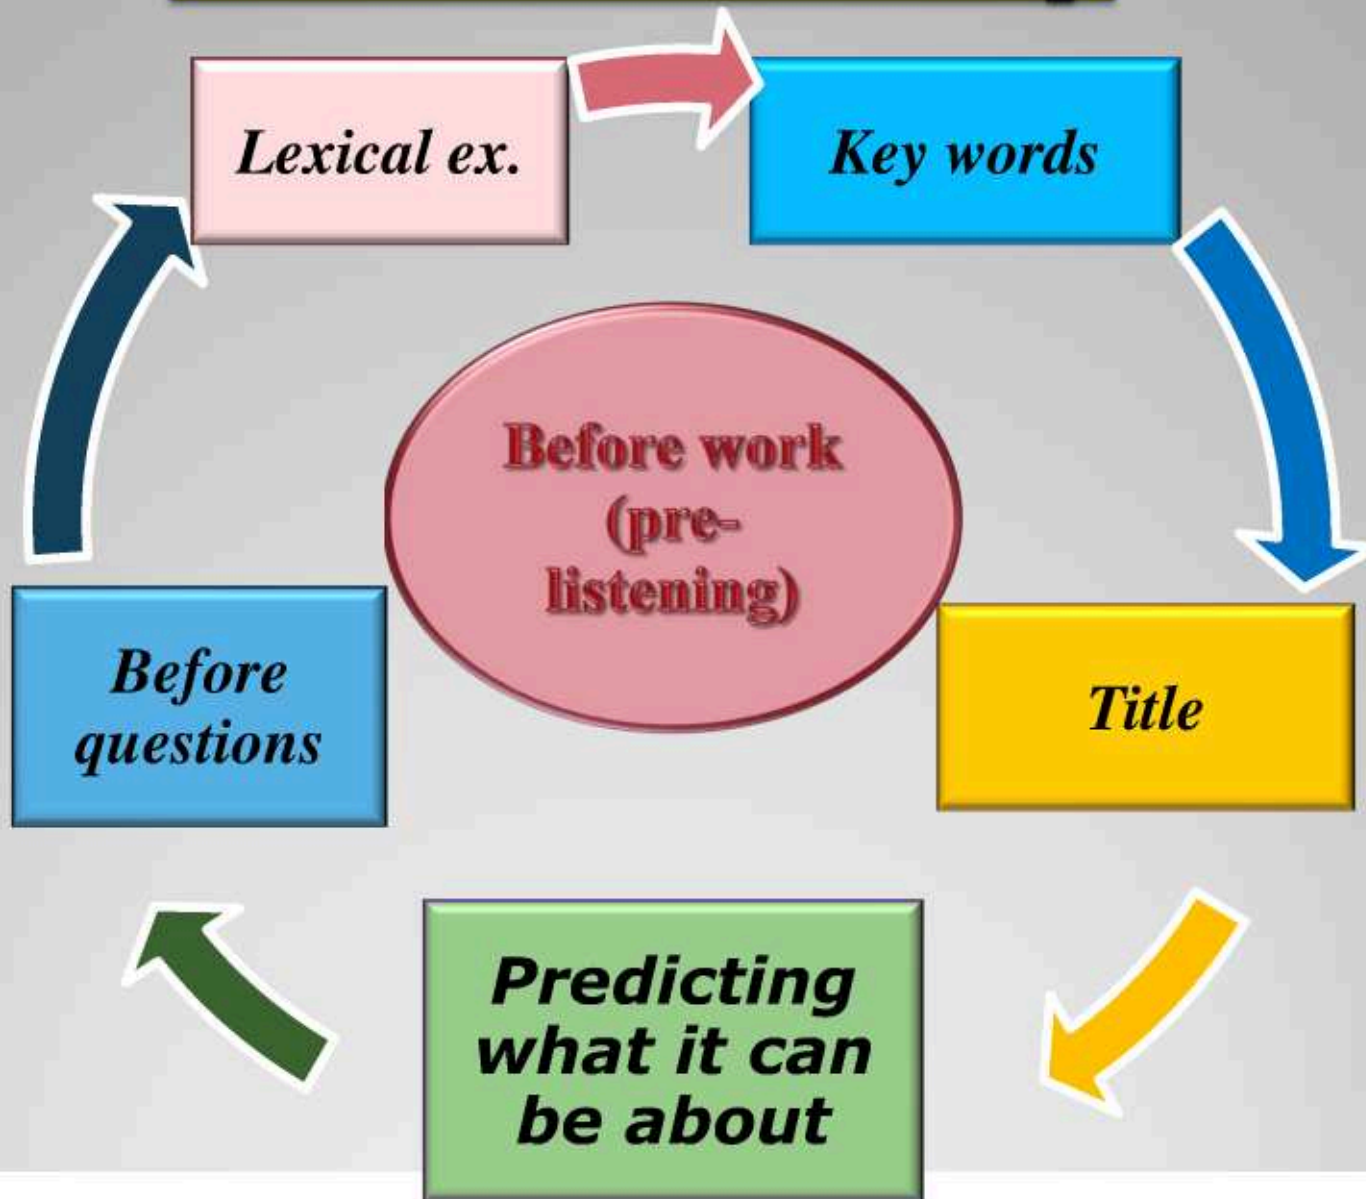 Lexical ex.
Key words
Before work
(pre-
listening)
Before
questions
Title
Predicting
what it can
be about